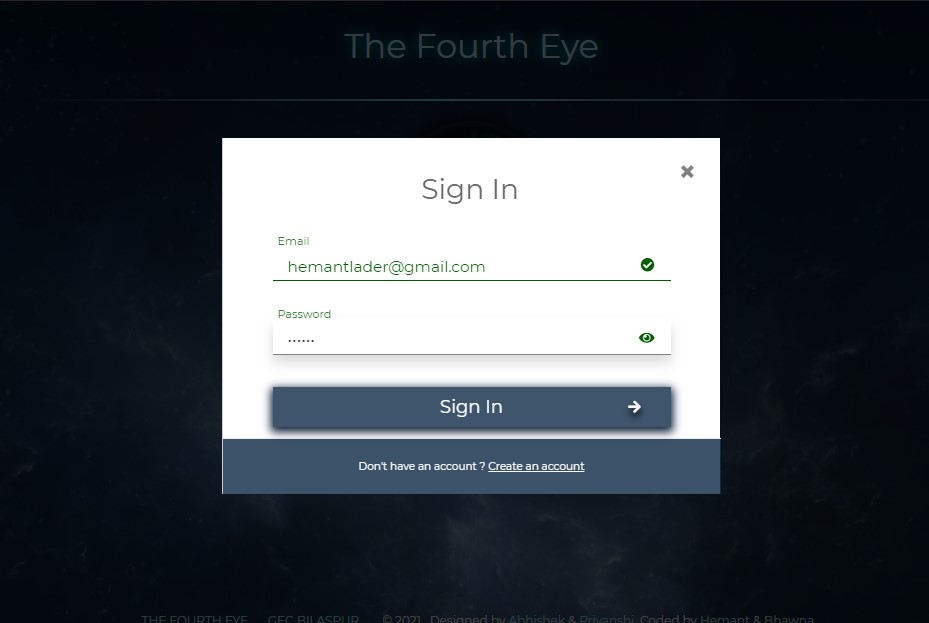 The Fourth Eye
Sign In
Email
hemantlader@gmail.com
Password
••••••
Sign In
Don't have an account ? Create an account
THE FOURTH EYE GEC BILASPUR © 2021 Designed by Abhishek & Priyanshi, Coded by Hemant & Bhawna